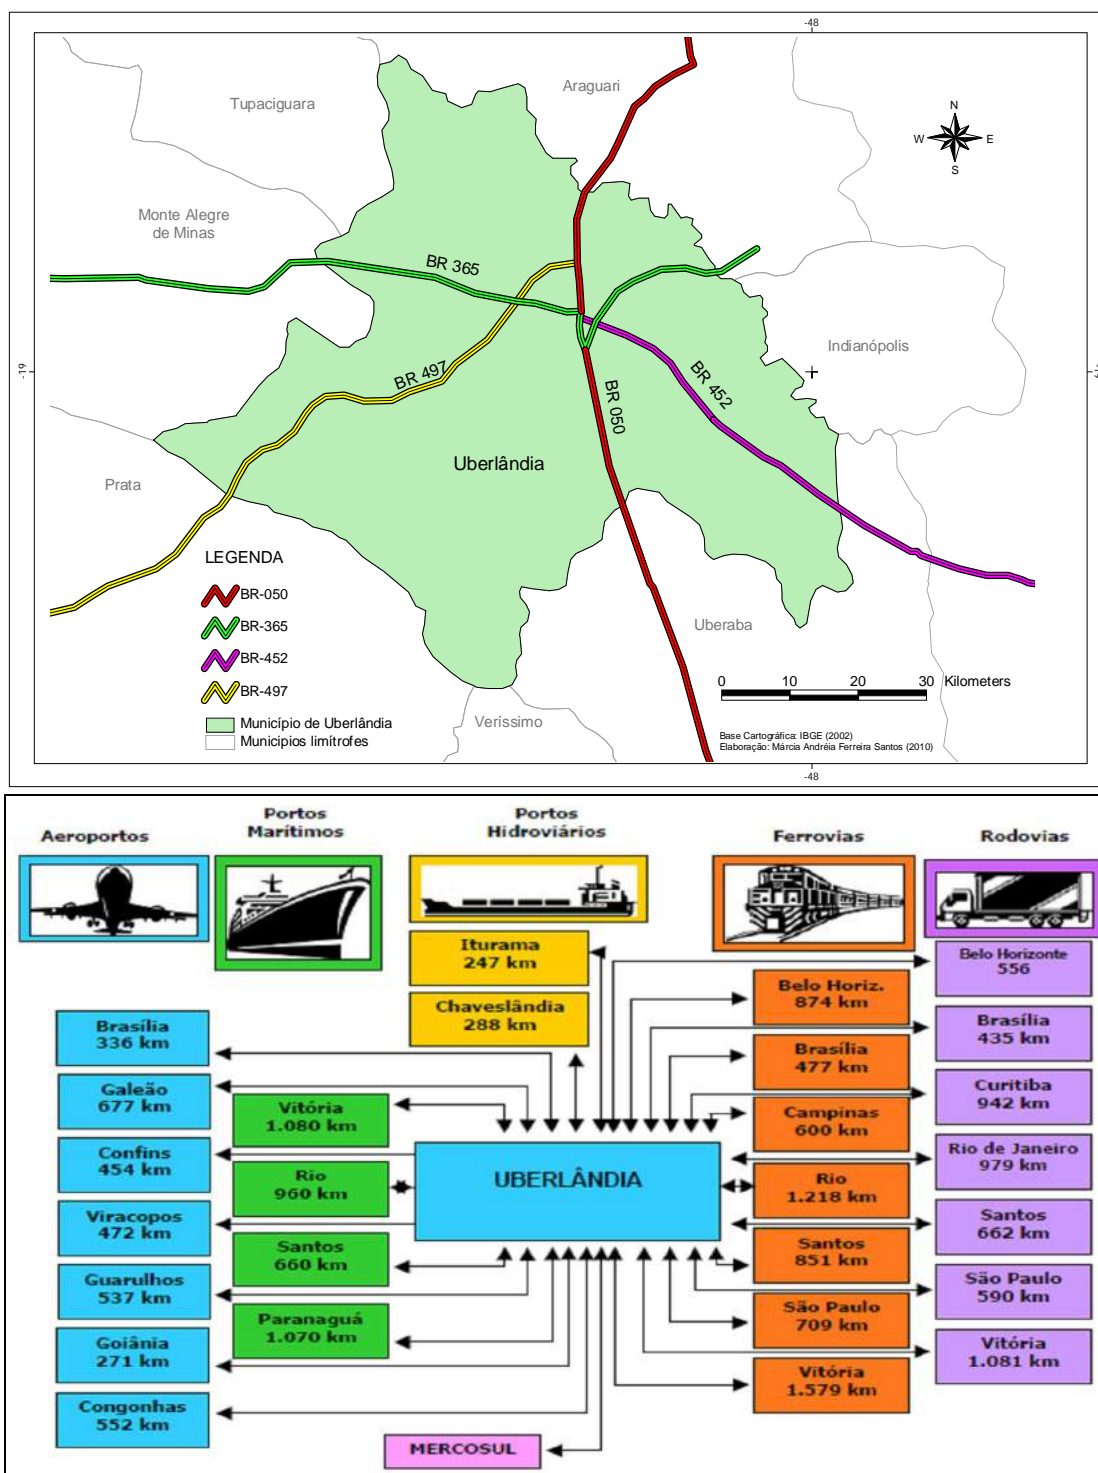 -48
Araguari
Tupaciguara
N
W
E
S
Monte Alegre
de Minas
BR 365
Indianópolis
-19
BR 497
BR 452
BR 050
Uberlândia
Prata
LEGENDA
BR-050
BR-365
BR-452
BR-497
Município de Uberlândia
Municipios limítrofes
Uberaba
Veríssimo
0 10 20 30 Kilometers
Base Cartográfica: IBGE (2002)
Elaboração: Márcia Andréia Ferreira Santos (2010)
-48
Aeroportos
Portos
Marítimos
Portos
Hidroviários
Ferrovias
Rodovias
Brasília
336 km
Galeão
677 km
Confins
454 km
Viracopos
472 km
Guarulhos
537 km
Goiânia
271 km
Congonhas
552 km
Vitória
1.080 km
Rio
960 km
Santos
660 km
Paranaguá
1.070 km
Iturama
247 km
Chaveslândia
288 km
UBERLÂNDIA
MERCOSUL
Belo Horiz.
874 km
Brasília
477 km
Campinas
600 km
Rio
1.218 km
Santos
851 km
São Paulo
709 km
Vitória
1.579 km
Belo Horizonte
556
Brasília
435 km
Curitiba
942 km
Rio de Janeiro
979 km
Santos
662 km
São Paulo
590 km
Vitória
1.081 km